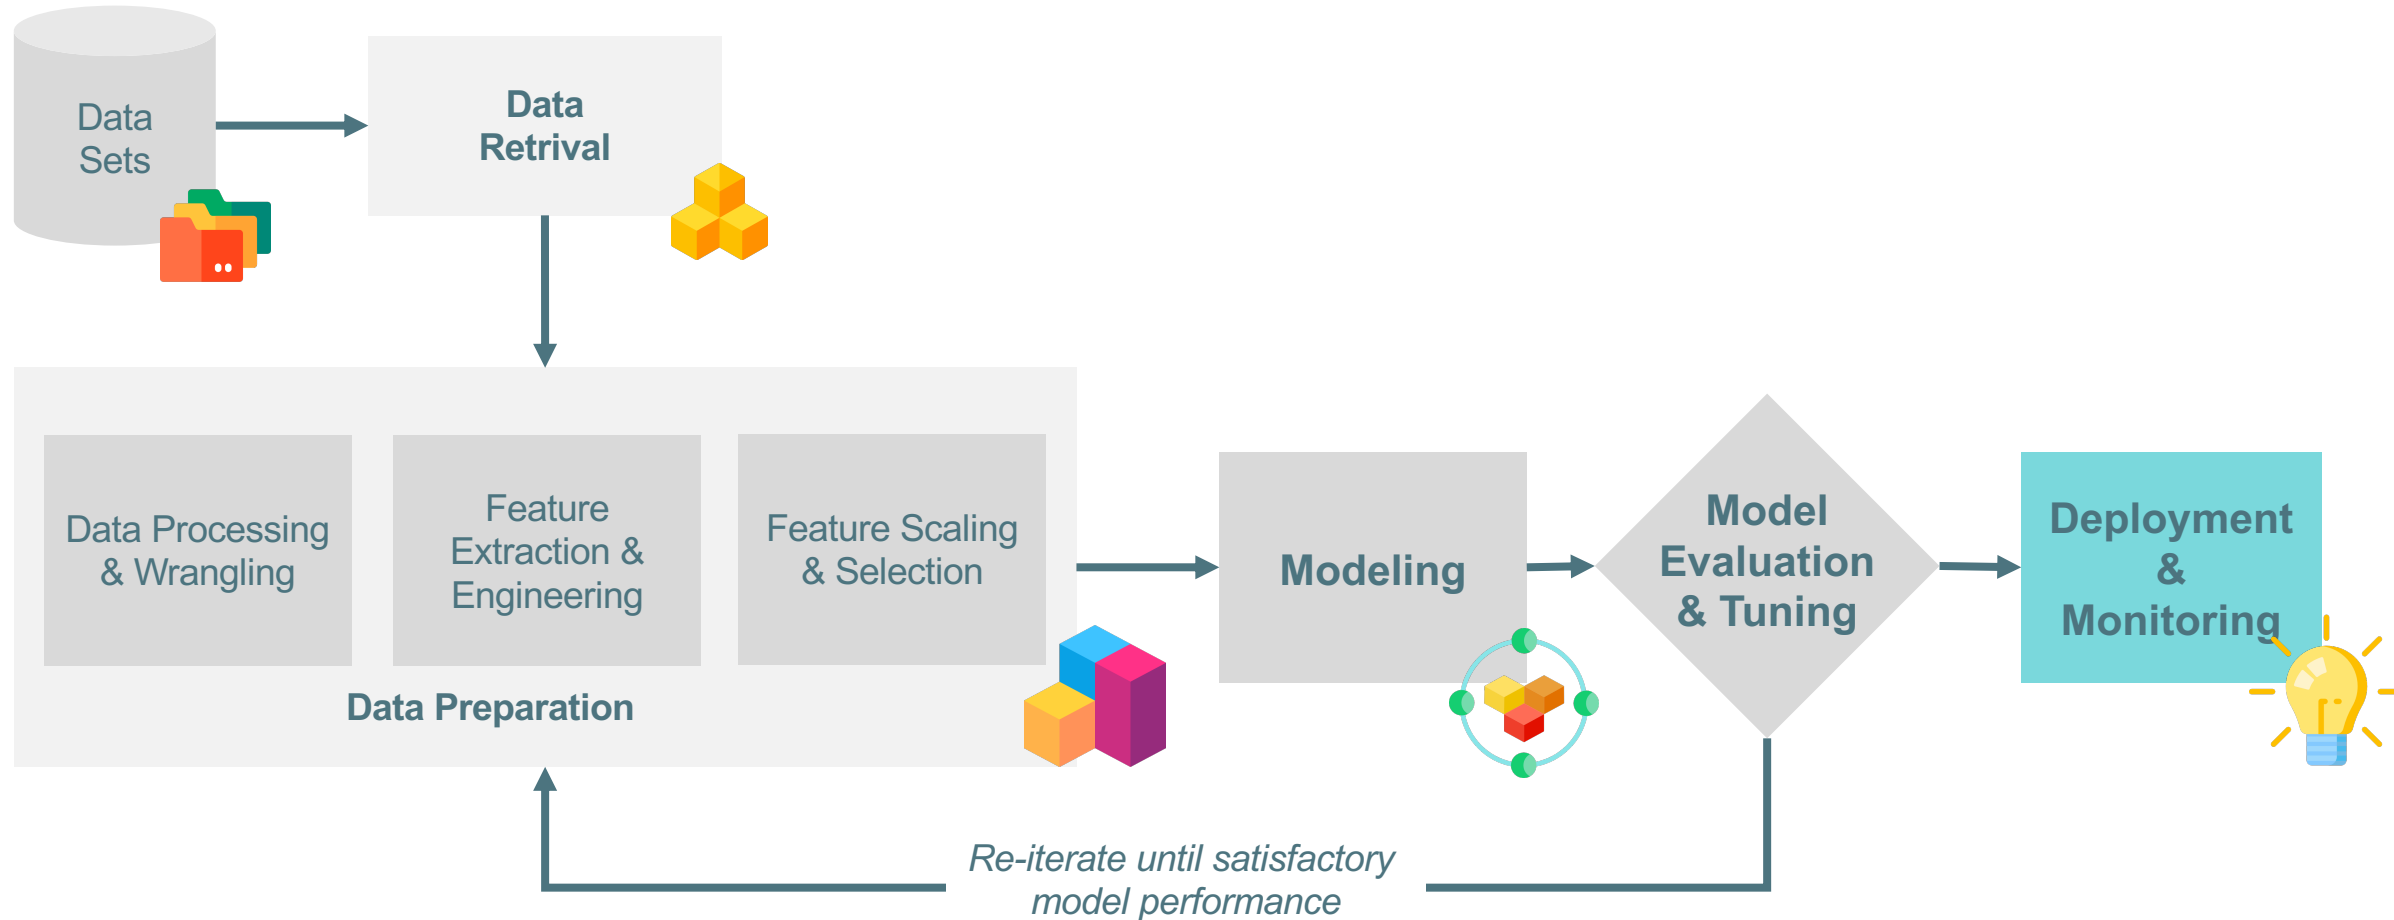 Data
Sets
Data
Retrival
Data Processing
& Wrangling
Feature
Extraction &
Engineering
Feature Scaling
& Selection
Data Preparation
Modeling
Model
Evaluation
& Tuning
Deployment
&
Monitoring
Re-iterate until satisfactory
model performance